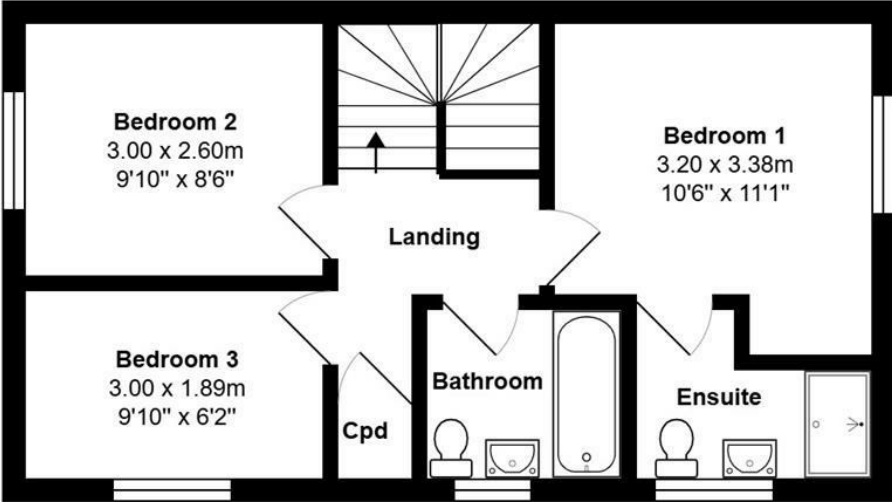 Bedroom 2
3.00 x 2.60m
9'10" x 8'6"
Bedroom 1
3.20 x 3.38m
10'6" x 11'1"
Landing
Bedroom 3
3.00 x 1.89m
9'10" x 6'2"
Bathroom
Ensuite
Cpd